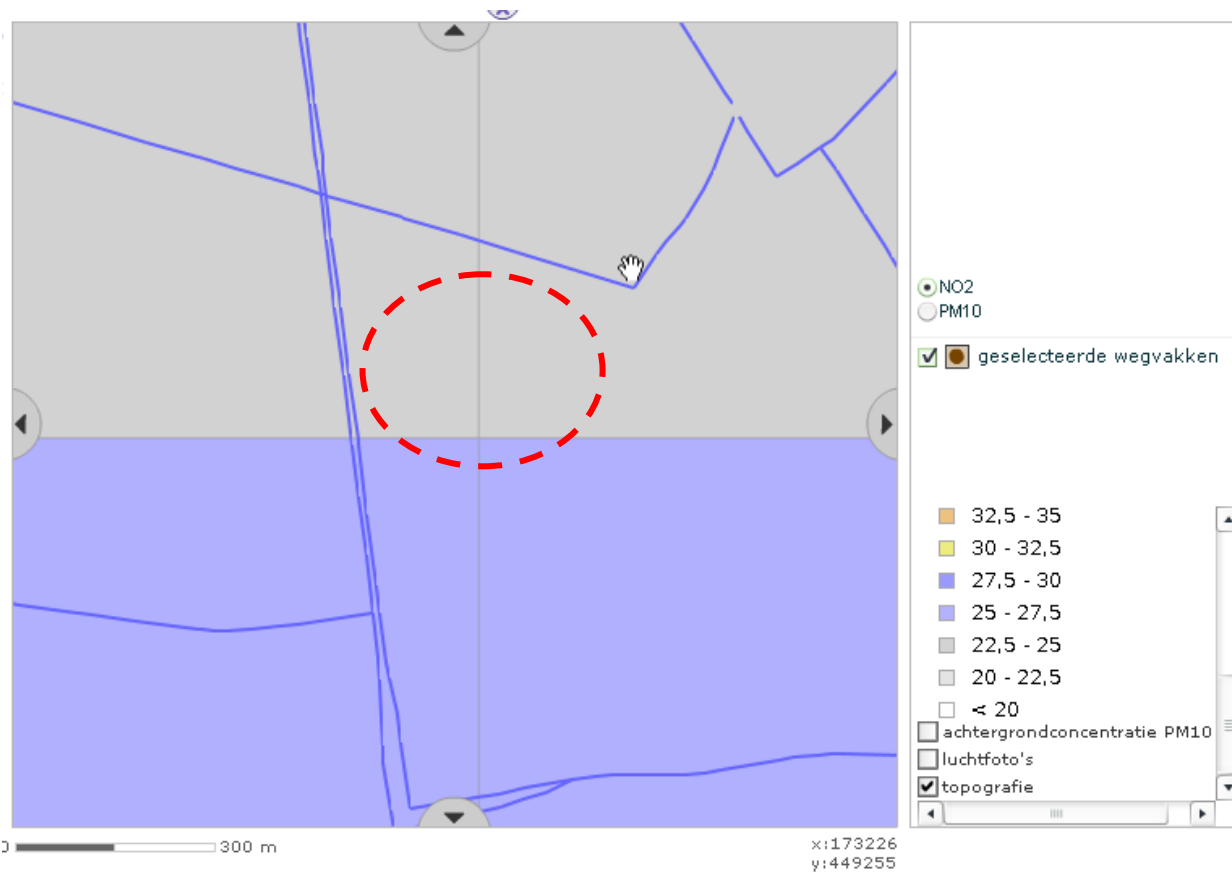 NO2
PM10
geselecteerde wegvakken
32,5 - 35
30 - 32,5
27,5 - 30
25 - 27,5
22,5 - 25
20 - 22,5
< 20
achtergrondconcentratie PM10
luchtfoto's
topografie
0 300 m
x:173226
y:449255